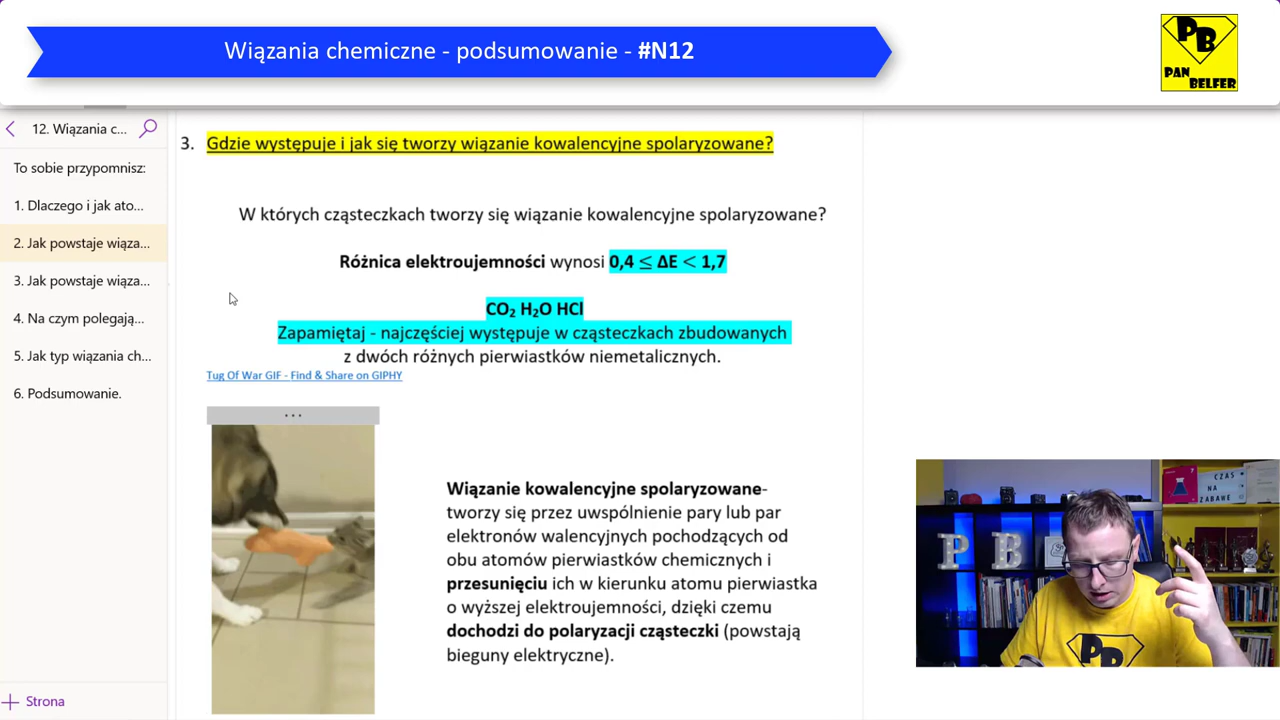 Wiązania chemiczne - podsumowanie - #N12
PB
PAN
BELFER
12. Wiązania c...
To sobie przypomnisz:
1. Dlaczego i jak ato...
2. Jak powstaje wiąza...
3. Jak powstaje wiąza...
4. Na czym polegają...
5. Jak typ wiązania ch...
6. Podsumowanie.
Strona
3. Gdzie występuje i jak się tworzy wiązanie kowalencyjne spolaryzowane?
W których cząsteczkach tworzy się wiązanie kowalencyjne spolaryzowane?
Różnica elektroujemności wynosi 0,4 ≤ ΔE < 1,7
CO₂ H₂O HCl
Zapamiętaj - najczęściej występuje w cząsteczkach zbudowanych
z dwóch różnych pierwiastków niemetalicznych.
Tug Of War GIF - Find & Share on GIPHY
Wiązanie kowalencyjne spolaryzowane-
tworzy się przez uwspólnienie pary lub par
elektronów walencyjnych pochodzących od
obu atomów pierwiastków chemicznych i
przesunięciu ich w kierunku atomu pierwiastka
o wyższej elektroujemności, dzięki czemu
dochodzi do polaryzacji cząsteczki (powstają
bieguny elektryczne).
P B
CZAS
NA
ZABAWĘ
PB